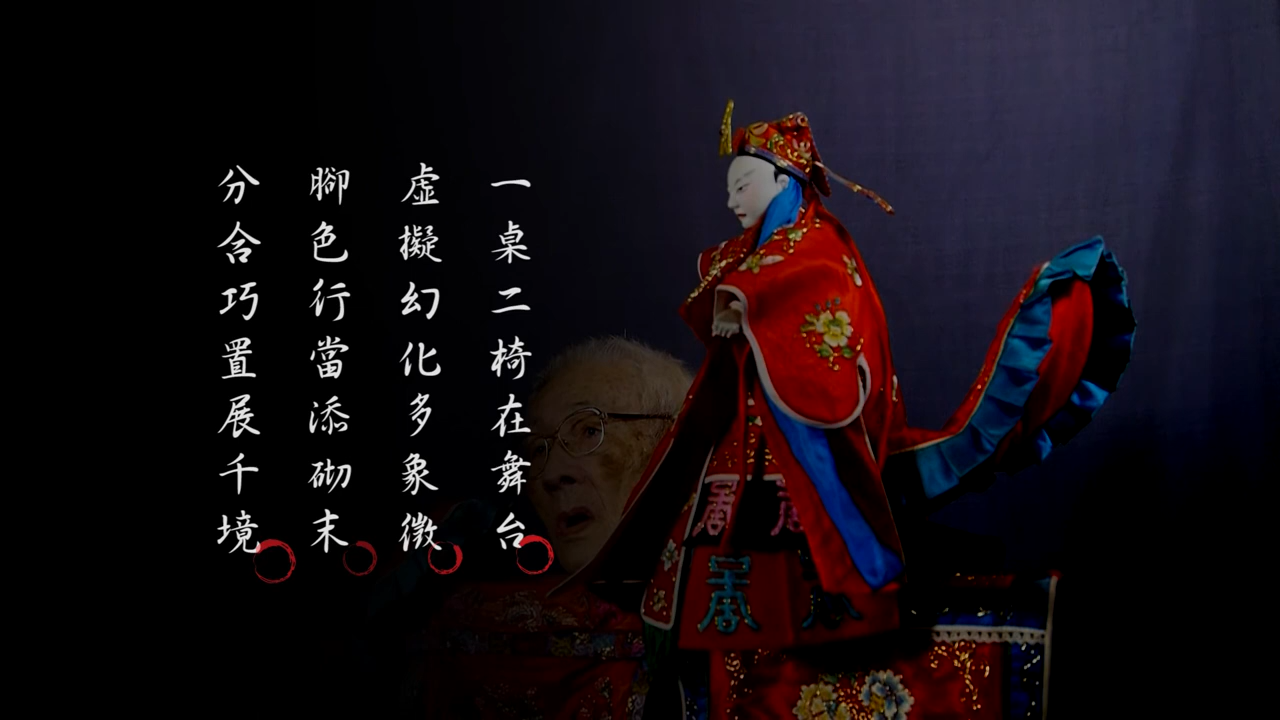 一桌二椅在舞台
虛擬幻化多象徵
腳色行當添砌末
分合巧置展千境